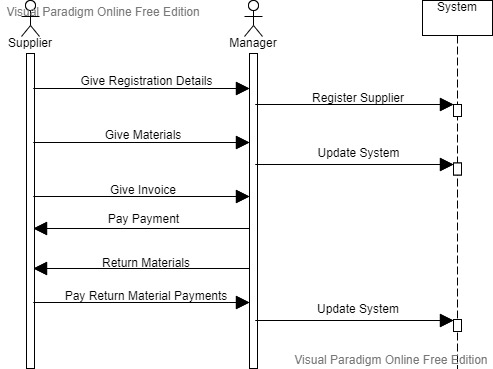 Visual Paradigm Online Free Edition
System
Supplier
Manager
Give Registration Details
Register Supplier
Give Materials
Update System
Give Invoice
Pay Payment
Return Materials
Pay Return Material Payments
Update System
Visual Paradigm Online Free Edition